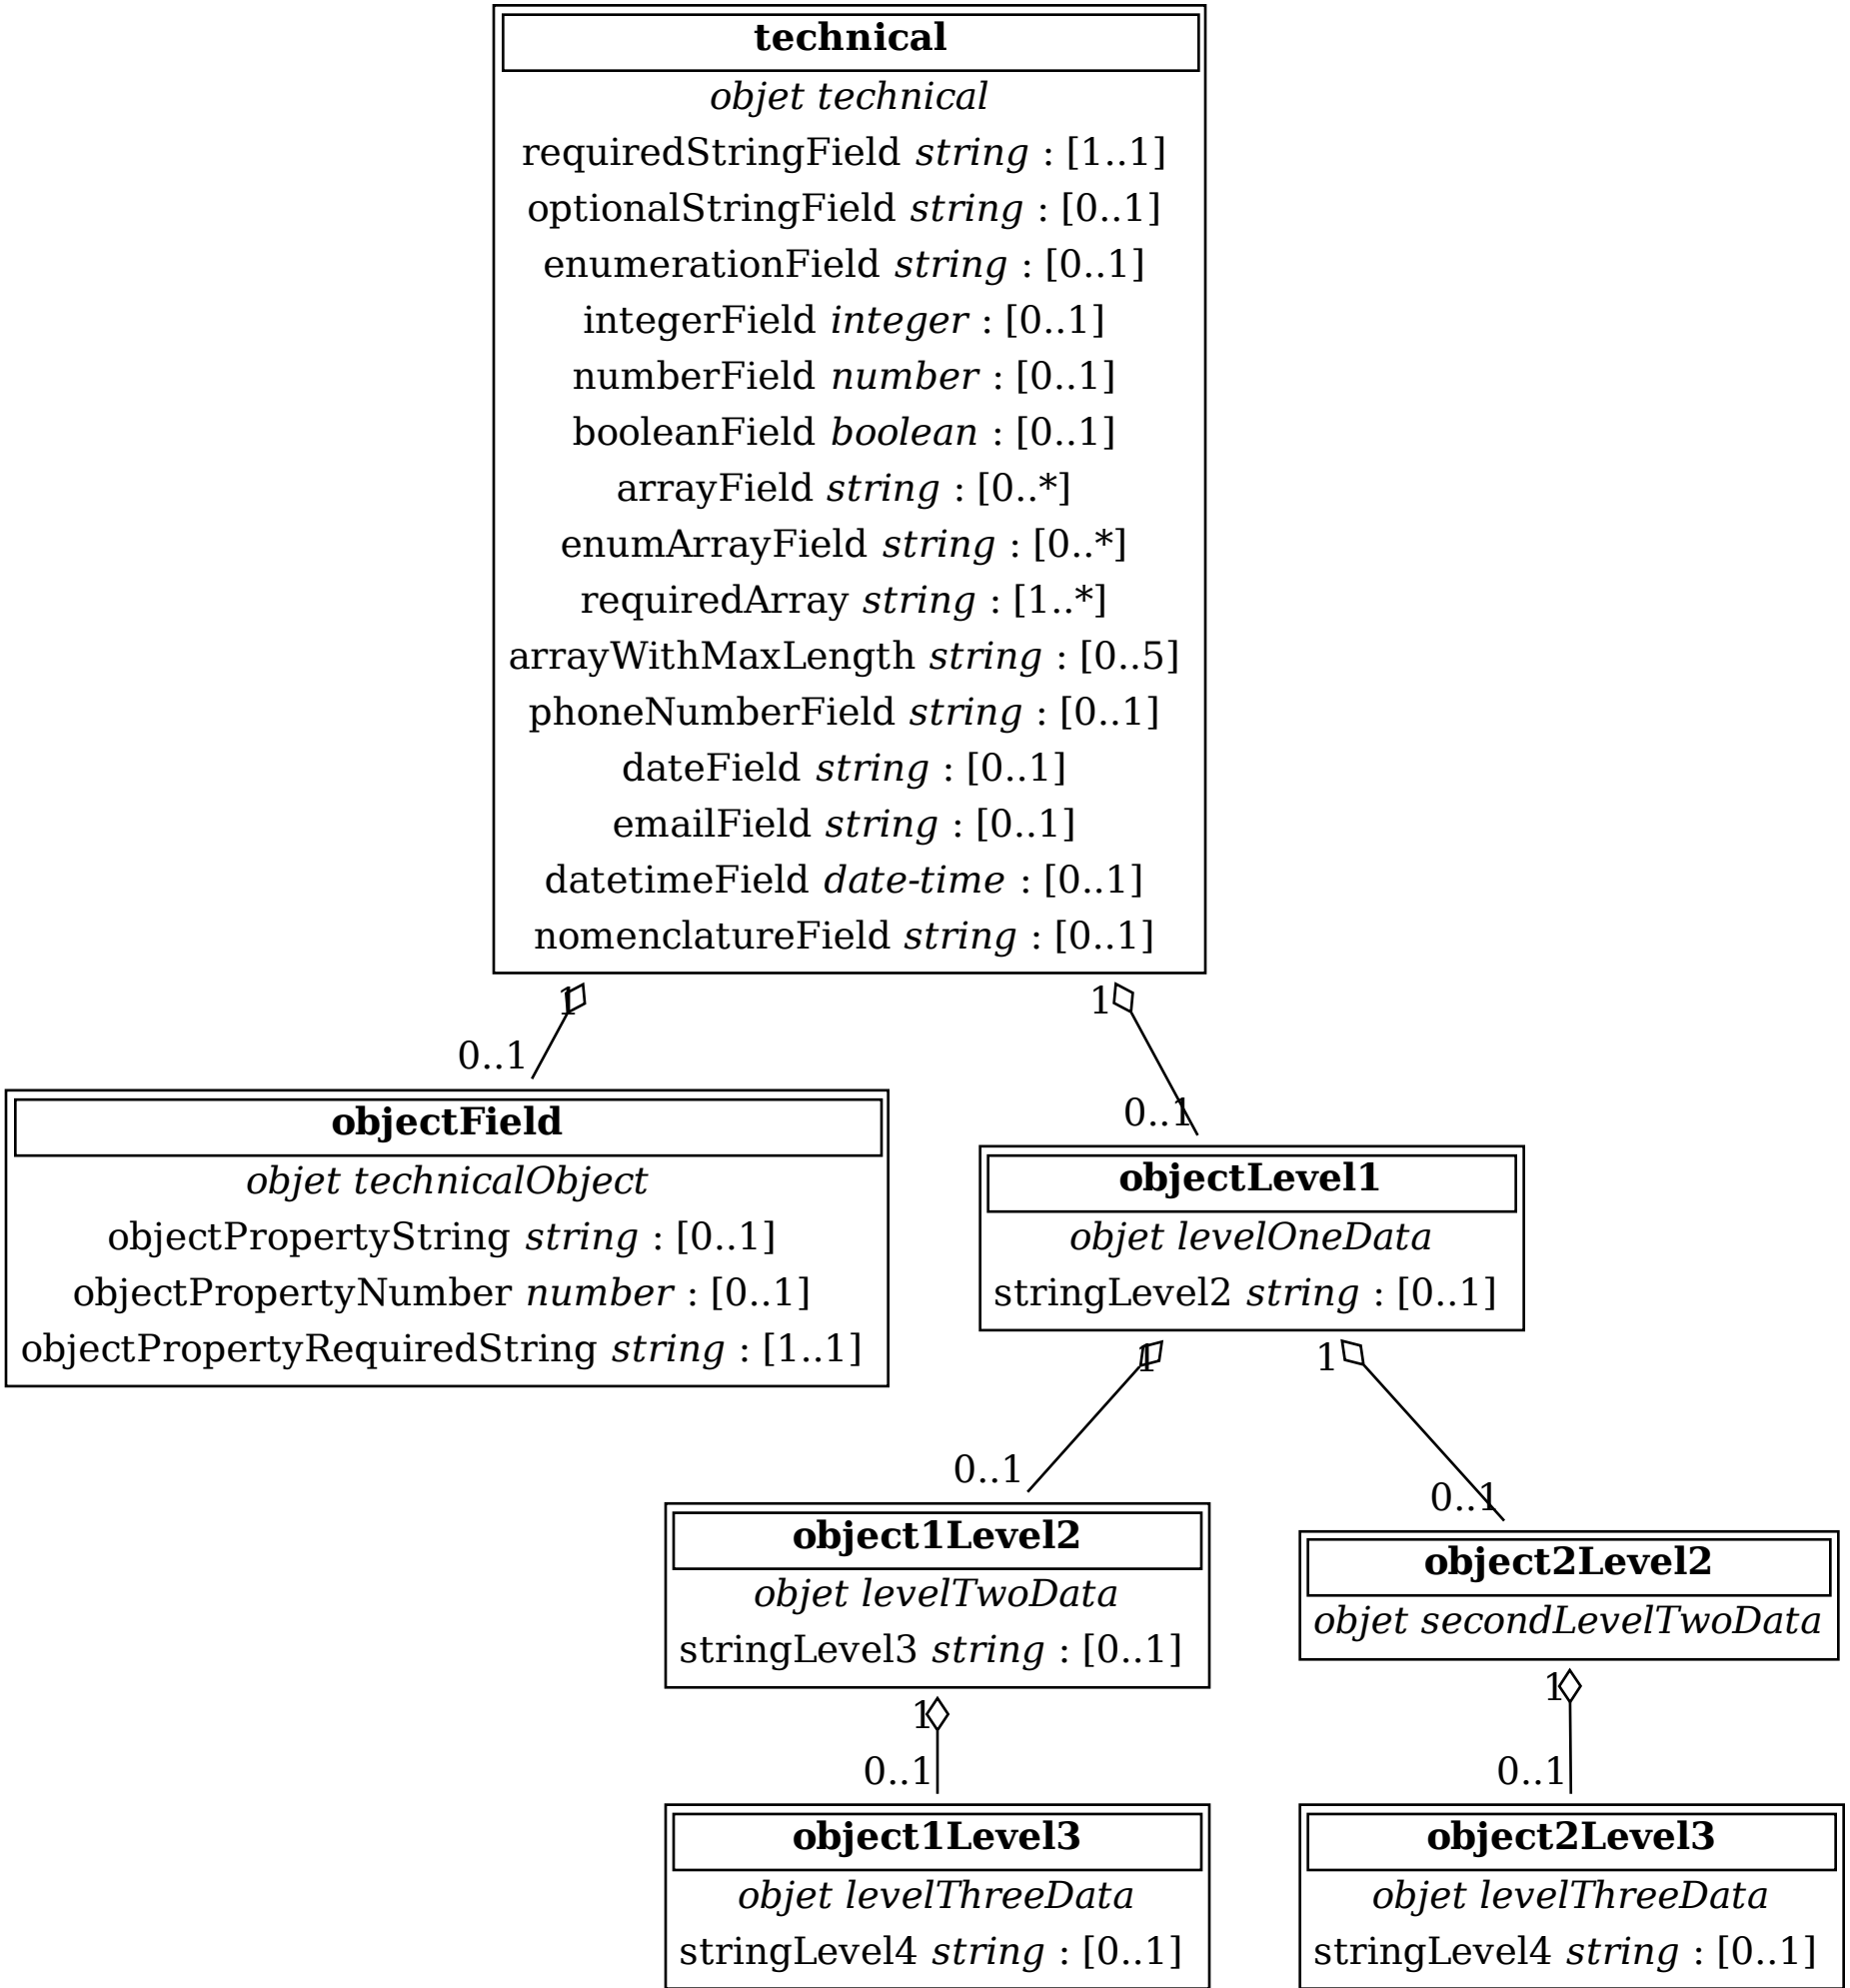 technical
objet technical
requiredStringField string : [1..1]
optionalStringField string : [0..1]
enumerationField string : [0..1]
integerField integer : [0..1]
numberField number : [0..1]
booleanField boolean : [0..1]
arrayField string : [0..*]
enumArrayField string : [0..*]
requiredArray string : [1..*]
arrayWithMaxLength string : [0..5]
phoneNumberField string : [0..1]
dateField string : [0..1]
emailField string : [0..1]
datetimeField date-time : [0..1]
nomenclatureField string : [0..1]
1
1
0..1
0..1
objectField
objet technicalObject
objectPropertyString string : [0..1]
objectPropertyNumber number : [0..1]
objectPropertyRequiredString string : [1..1]
objectLevel1
objet levelOneData
stringLevel2 string : [0..1]
1
1
0..1
0..1
object1Level2
objet levelTwoData
stringLevel3 string : [0..1]
object2Level2
objet secondLevelTwoData
1
0..1
1
0..1
object1Level3
objet levelThreeData
stringLevel4 string : [0..1]
object2Level3
objet levelThreeData
stringLevel4 string : [0..1]